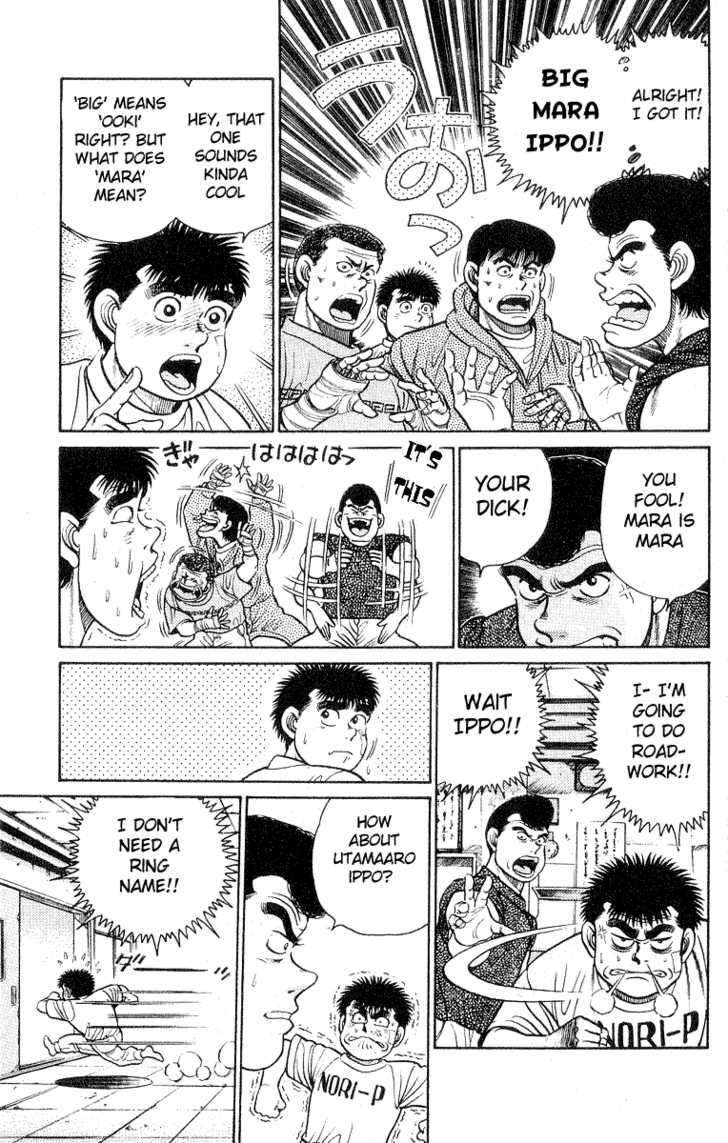 ALRIGHT!
I GOT IT!
BIG
MARA
IPPO!!
うおっ
HEY, THAT
ONE
SOUNDS
KINDA
COOL
'BIG' MEANS
'OOKI'
RIGHT? BUT
WHAT DOES
'MARA'
MEAN?
YOU
FOOL!
MARA IS
MARA
YOUR
DICK!
IT'S
THIS
ぎゃ
ははははっ
I- I'M
GOING
TO DO
ROAD-
WORK!!
WAIT
IPPO!!
NORI-P
HOW
ABOUT
UTAMAARO
IPPO?
NORI-P
I DON'T
NEED A
RING
NAME!!